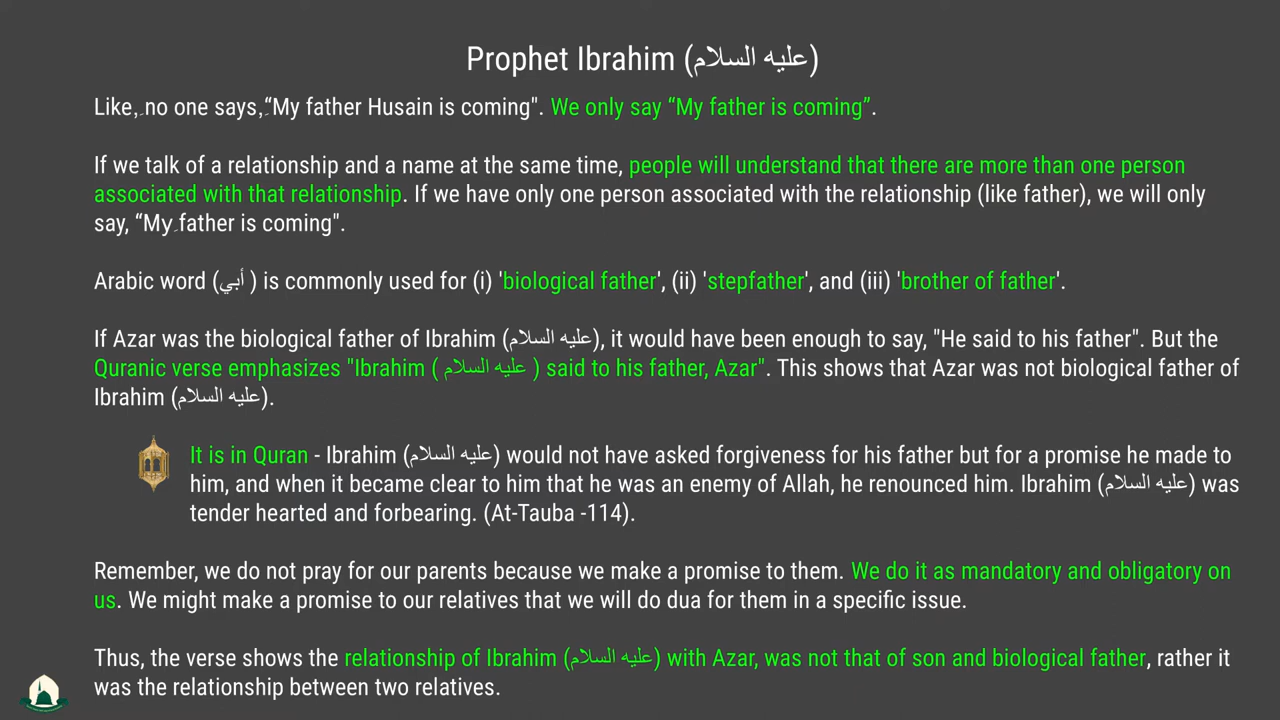 Prophet Ibrahim (عليه السلام)
Like, no one says, “My father Husain is coming". We only say “My father is coming”.
If we talk of a relationship and a name at the same time, people will understand that there are more than one person
associated with that relationship. If we have only one person associated with the relationship (like father), we will only
say, “My father is coming".
Arabic word (أبي ) is commonly used for (i) 'biological father', (ii) 'stepfather', and (iii) 'brother of father'.
If Azar was the biological father of Ibrahim (عليه السلام), it would have been enough to say, "He said to his father". But the
Quranic verse emphasizes "Ibrahim ( عليه السلام ) said to his father, Azar". This shows that Azar was not biological father of
Ibrahim (عليه السلام).
It is in Quran - Ibrahim (عليه السلام) would not have asked forgiveness for his father but for a promise he made to
him, and when it became clear to him that he was an enemy of Allah, he renounced him. Ibrahim (عليه السلام) was
tender hearted and forbearing. (At-Tauba -114).
Remember, we do not pray for our parents because we make a promise to them. We do it as mandatory and obligatory on
us. We might make a promise to our relatives that we will do dua for them in a specific issue.
Thus, the verse shows the relationship of Ibrahim (عليه السلام) with Azar, was not that of son and biological father, rather it
was the relationship between two relatives.